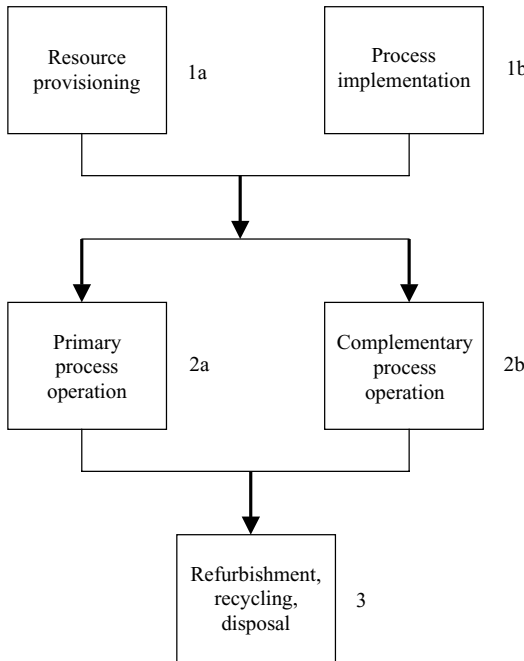 Resource
provisioning
1a
Process
implementation
1b
Primary
process
operation
2a
Complementary
process
operation
2b
Refurbishment,
recycling,
disposal
3